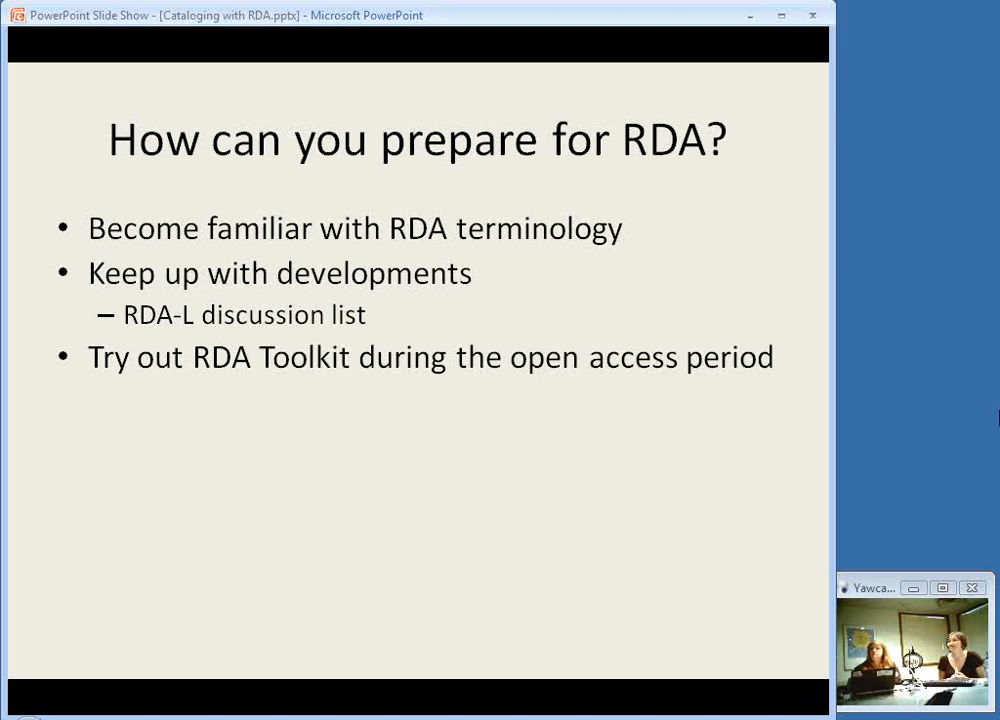 PowerPoint Slide Show - [Cataloging with RDA.pptx] - Microsoft PowerPoint
How can you prepare for RDA?
• Become familiar with RDA terminology
• Keep up with developments
– RDA-L discussion list
• Try out RDA Toolkit during the open access period
Yawca...